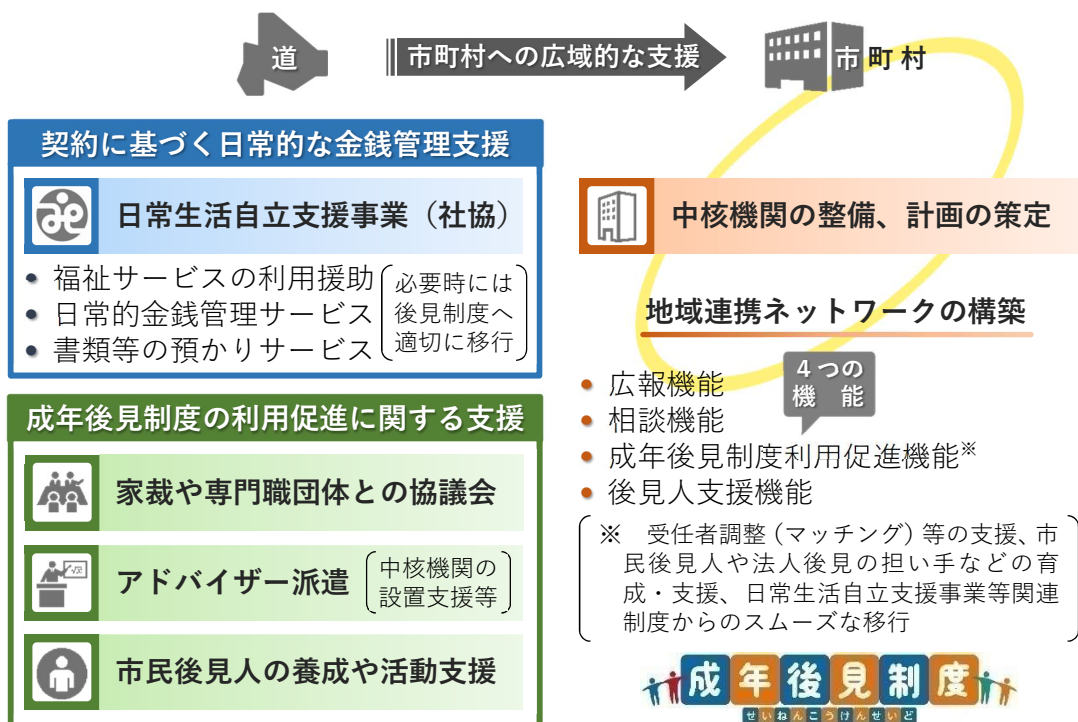 道
市町村への広域的な支援
市町村
契約に基づく日常的な金銭管理支援
日常生活自立支援事業（社協）
• 福祉サービスの利用援助
• 日常的金銭管理サービス
• 書類等の預かりサービス
必要時には
後見制度へ
適切に移行
成年後見制度の利用促進に関する支援
家裁や専門職団体との協議会
アドバイザー派遣
中核機関の
設置支援等
市民後見人の養成や活動支援
中核機関の整備、計画の策定
地域連携ネットワークの構築
４つの
機　能
• 広報機能
• 相談機能
• 成年後見制度利用促進機能※
• 後見人支援機能
※　受任者調整（マッチング）等の支援、市
民後見人や法人後見の担い手などの育
成・支援、日常生活自立支援事業等関連
制度からのスムーズな移行
成年後見制度
せいねんこうけんせいど